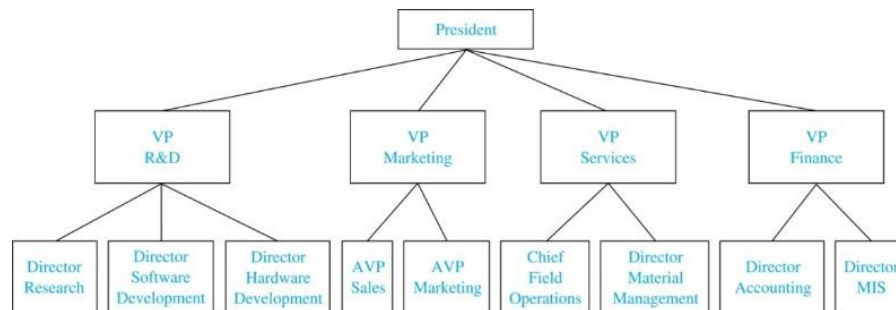 President
VP
R&D
VP
Marketing
VP
Services
VP
Finance
Director
Research
Director
Software
Development
Director
Hardware
Development
AVP
Sales
AVP
Marketing
Chief
Field
Operations
Director
Material
Management
Director
Accounting
Director
MIS